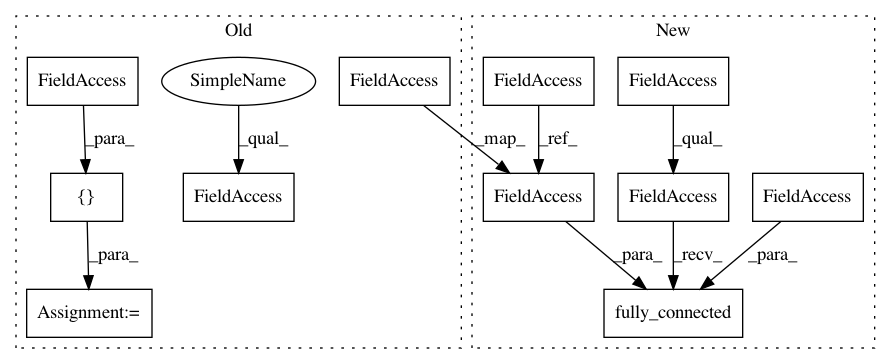 Old
New
FieldAccess
SimpleName
FieldAccess
FieldAccess
FieldAccess
_para_
_qual_
_map_
_ref_
_qual_
{}
FieldAccess
FieldAccess
FieldAccess
FieldAccess
_para_
_para_
_recv_
_para_
Assignment:=
fully_connected